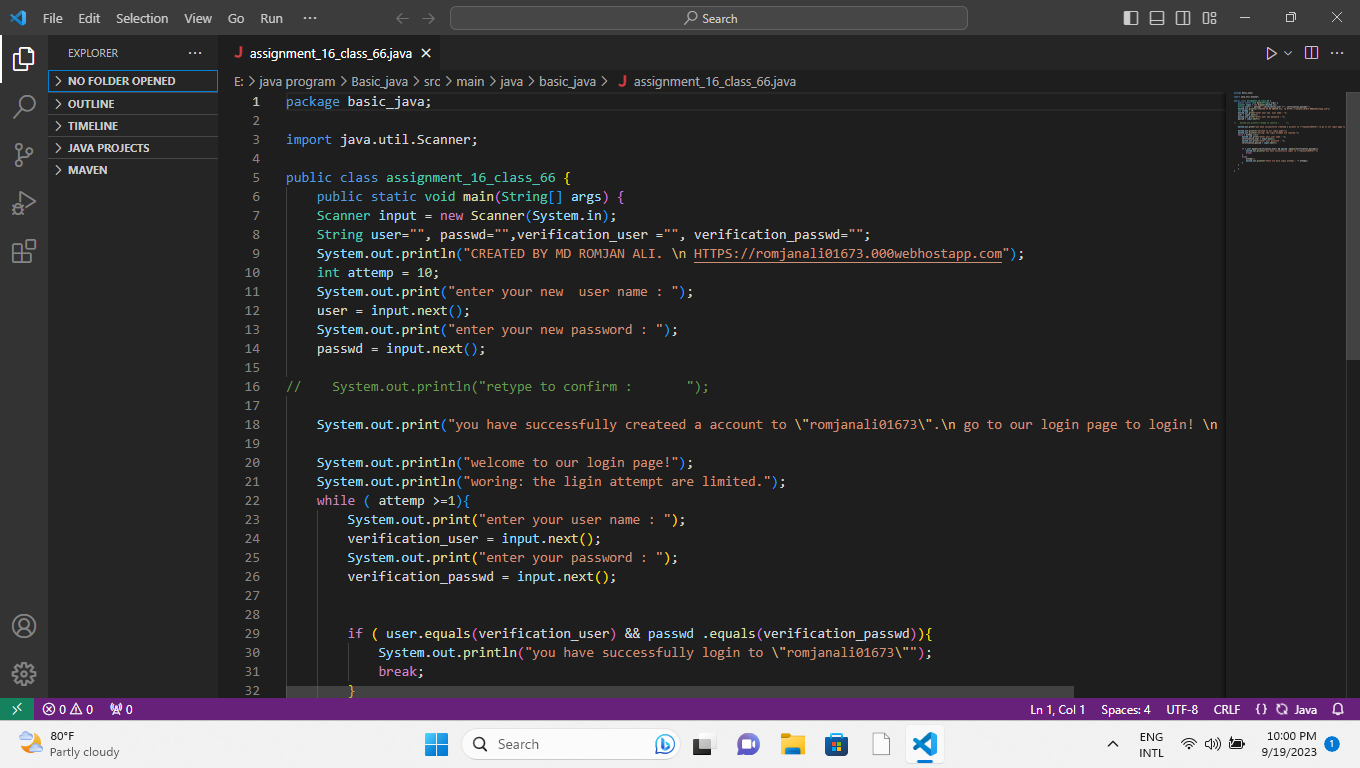 File Edit Selection View Go Run ··· Search
EXPLORER ···
NO FOLDER OPENED
OUTLINE
TIMELINE
JAVA PROJECTS
MAVEN
J assignment_16_class_66.java
E: > java program > Basic_java > src > main > java > basic_java > J assignment_16_class_66.java
1 package basic_java;
2
3 import java.util.Scanner;
4
5 public class assignment_16_class_66 {
6 public static void main(String[] args) {
7 Scanner input = new Scanner(System.in);
8 String user="", passwd="",verification_user ="", verification_passwd="";
9 System.out.println("CREATED BY MD ROMJAN ALI. \n HTTPS://romjanali01673.000webhostapp.com");
10 int attemp = 10;
11 System.out.print("enter your new  user name : ");
12 user = input.next();
13 System.out.print("enter your new password : ");
14 passwd = input.next();
15
16 //    System.out.println("retype to confirm :       ");
17
18 System.out.print("you have successfully createed a account to \"romjanali01673\".\n go to our login page to login! \n
19
20 System.out.println("welcome to our login page!");
21 System.out.println("woring: the ligin attempt are limited.");
22 while ( attemp >=1){
23 System.out.print("enter your user name : ");
24 verification_user = input.next();
25 System.out.print("enter your password : ");
26 verification_passwd = input.next();
27
28
29 if ( user.equals(verification_user) && passwd .equals(verification_passwd)){
30 System.out.println("you have successfully login to \"romjanali01673\"");
31 break;
32 }
0 0 0 Ln 1, Col 1 Spaces: 4 UTF-8 CRLF {} Java
80°F
Partly cloudy
Search
ENG
INTL
10:00 PM
9/19/2023
1